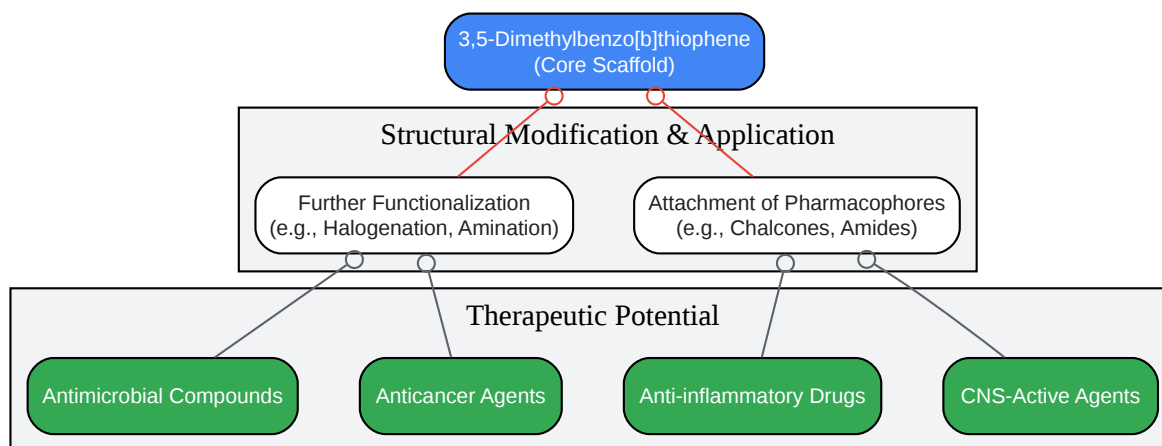 3,5-Dimethylbenzo[b]thiophene
(Core Scaffold)
Structural Modification & Application
Further Functionalization
(e.g., Halogenation, Amination)
Attachment of Pharmacophores
(e.g., Chalcones, Amides)
Therapeutic Potential
Antimicrobial Compounds
Anticancer Agents
Anti-inflammatory Drugs
CNS-Active Agents